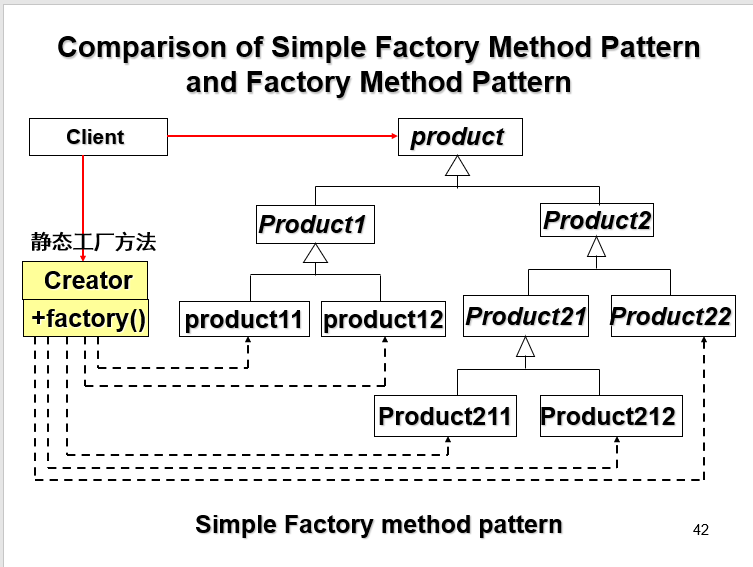 Comparison of Simple Factory Method Pattern
and Factory Method Pattern
Client
product
Product1
Product2
静态工厂方法
Creator
+factory()
product11
product12
Product21
Product22
Product211
Product212
Simple Factory method pattern
42